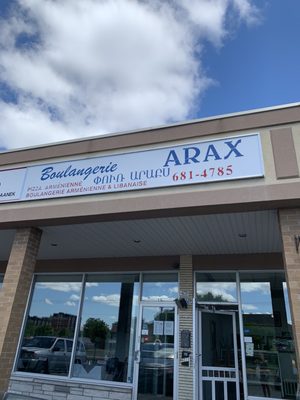 Boulangerie ARAX
PIZZA ARMÉNIENNE ՓՈՒՌ ԱՐԱՔՍ 681-4785
BOULANGERIE ARMÉNIENNE & LIBANAISE